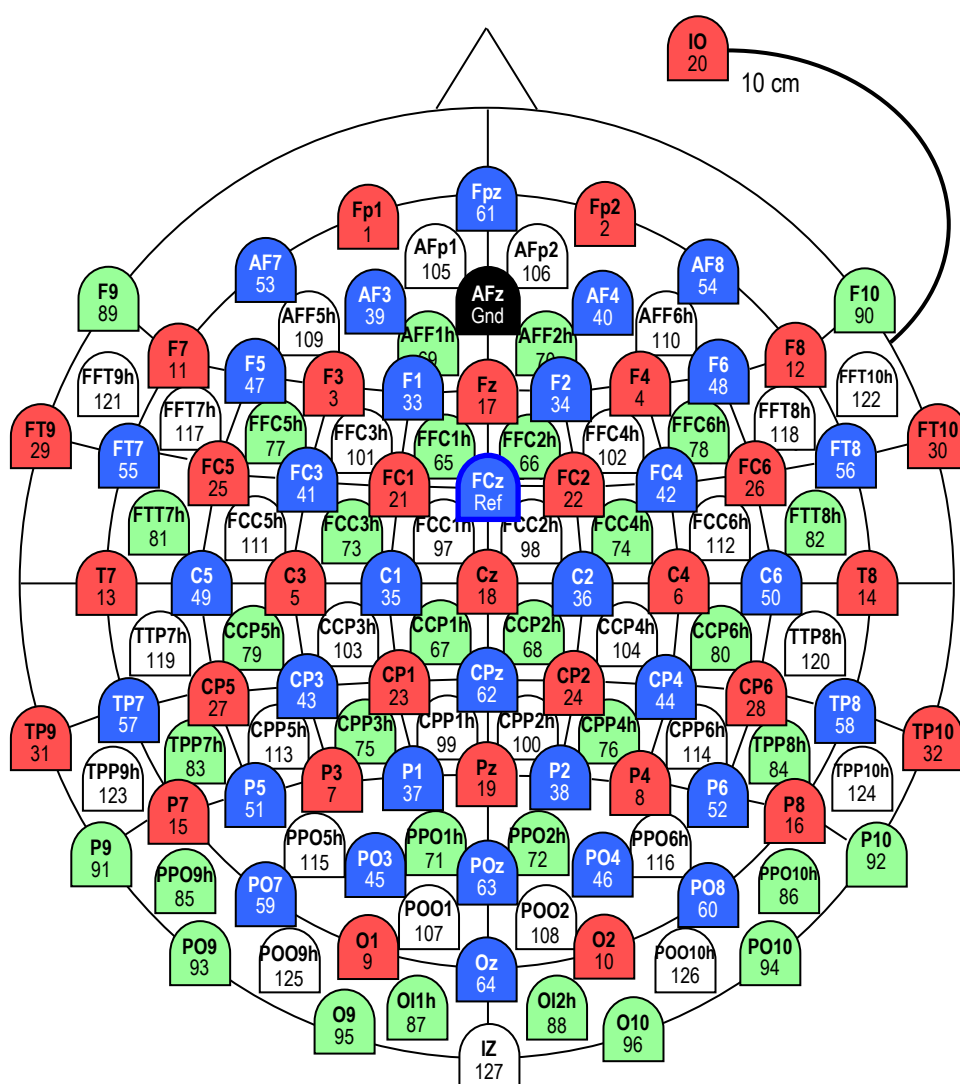 IO
20
10 cm
Fpz
61
Fp1
1
Fp2
2
AFp1
105
AFp2
106
AF7
53
AF8
54
F9
89
AF3
39
AFz
Gnd
AF4
40
F10
90
AFF5h
109
AFF6h
110
AFF1h
69
AFF2h
70
F7
11
F8
12
F5
47
F3
3
F1
33
Fz
17
F2
34
F4
4
F6
48
FFT9h
121
FFT10h
122
FFT7h
117
FFT8h
118
FT9
29
FT10
30
FFC5h
77
FFC3h
101
FFC1h
65
FFC2h
66
FFC4h
102
FFC6h
78
FT7
55
FT8
56
FC5
25
FC3
41
FC1
21
FCz
Ref
FC2
22
FC4
42
FC6
26
FTT7h
81
FCC5h
111
FCC3h
73
FCC1h
97
FCC2h
98
FCC4h
74
FCC6h
112
FTT8h
82
T7
13
C5
49
C3
5
C1
35
Cz
18
C2
36
C4
6
C6
50
T8
14
TTP7h
119
CCP5h
79
CCP3h
103
CCP1h
67
CCP2h
68
CCP4h
104
CCP6h
80
TTP8h
120
TP7
57
CP5
27
CP3
43
CP1
23
CPz
62
CP2
24
CP4
44
CP6
28
TP8
58
TP9
31
TP10
32
TPP7h
83
CPP5h
113
CPP3h
75
CPP1h
99
CPP2h
100
CPP4h
76
CPP6h
114
TPP8h
84
TPP9h
123
TPP10h
124
P7
15
P5
51
P3
7
P1
37
Pz
19
P2
38
P4
8
P6
52
P8
16
P9
91
P10
92
PPO5h
115
PPO1h
71
PPO2h
72
PPO6h
116
PO3
45
POz
63
PO4
46
PPO9h
85
PPO10h
86
PO7
59
PO8
60
POO1
107
POO2
108
PO9
93
POO9h
125
O1
9
Oz
64
O2
10
POO10h
126
PO10
94
O9
95
OI1h
87
OI2h
88
O10
96
IZ
127